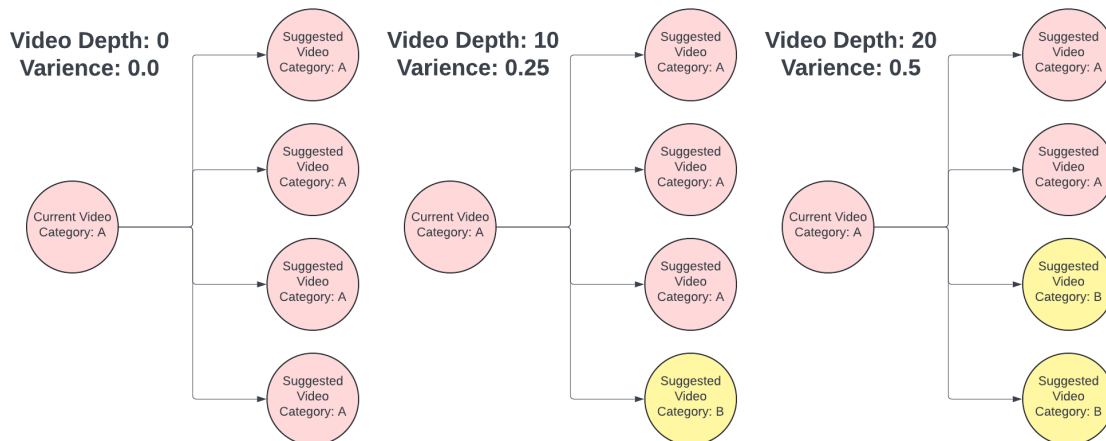 Video Depth: 0
Varience: 0.0
Suggested
Video
Category: A
Suggested
Video
Category: A
Current Video
Category: A
Suggested
Video
Category: A
Suggested
Video
Category: A
Video Depth: 10
Varience: 0.25
Suggested
Video
Category: A
Suggested
Video
Category: A
Current Video
Category: A
Suggested
Video
Category: A
Suggested
Video
Category: B
Video Depth: 20
Varience: 0.5
Suggested
Video
Category: A
Suggested
Video
Category: A
Current Video
Category: A
Suggested
Video
Category: B
Suggested
Video
Category: B